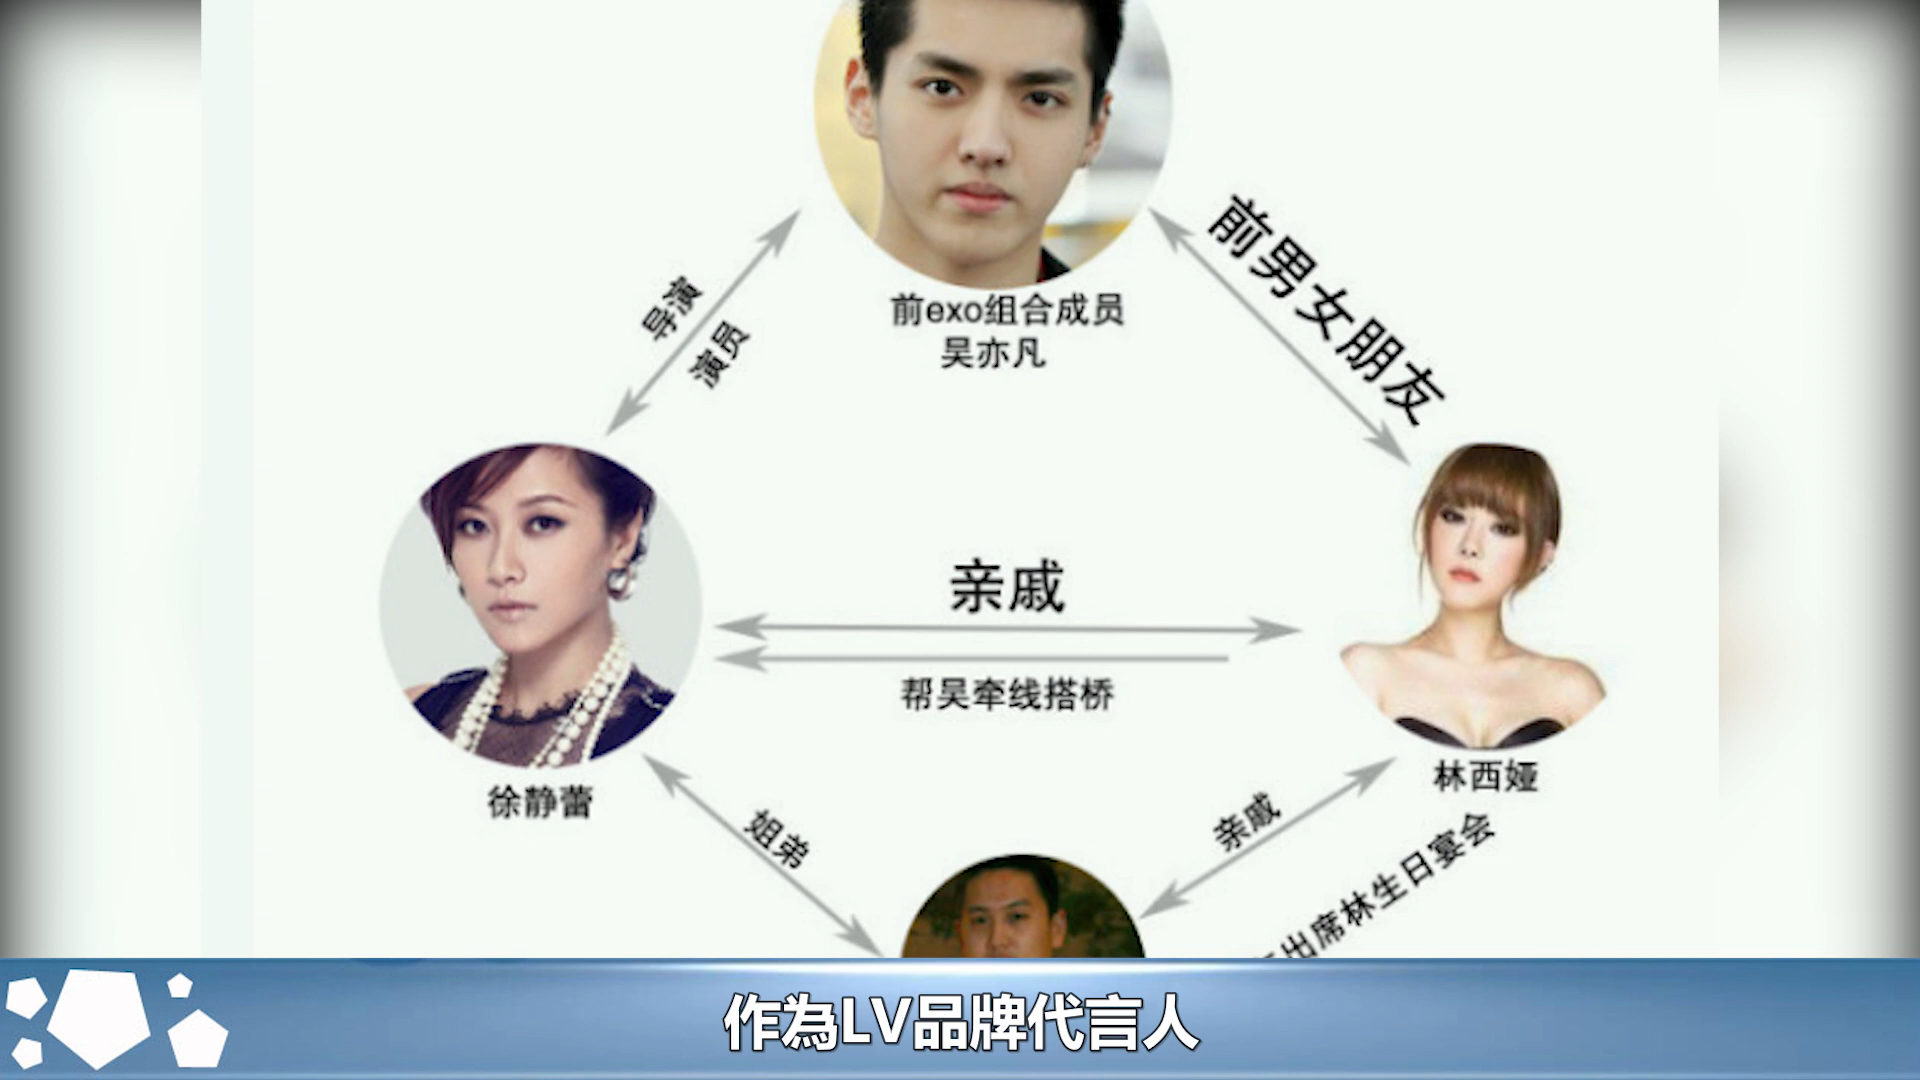 导演
演员
前男女朋友
前exo组合成员
吴亦凡
亲戚
帮吴牵线搭桥
徐静蕾
林西娅
姐弟
亲戚
出席林生日宴会
作為LV品牌代言人